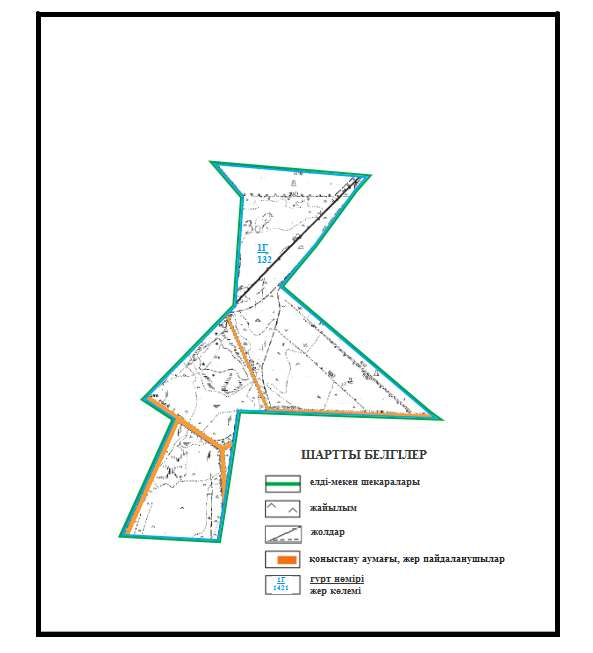 1Г
132
ШАРТТЫ БЕЛГІЛЕР
елді-мекен шекаралары
жайылым
жолдар
қоныстану аумағы, жер пайдаланушылар
1Г
1421
гурт нөмірі
жер көлемі